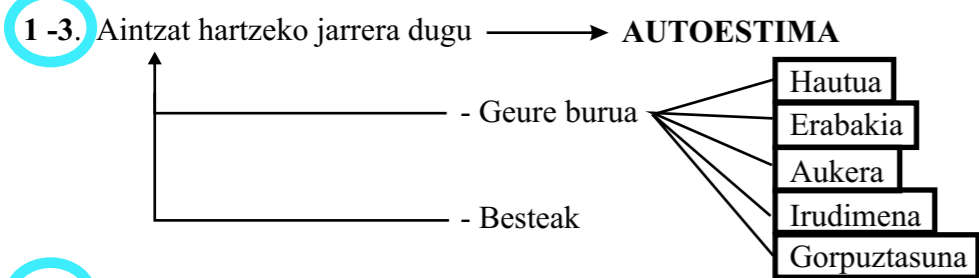 1 -3. Aintzat hartzeko jarrera dugu AUTOESTIMA
Hautua
- Geure burua
Erabakia
Aukera
- Besteak
Irudimena
Gorpuztasuna